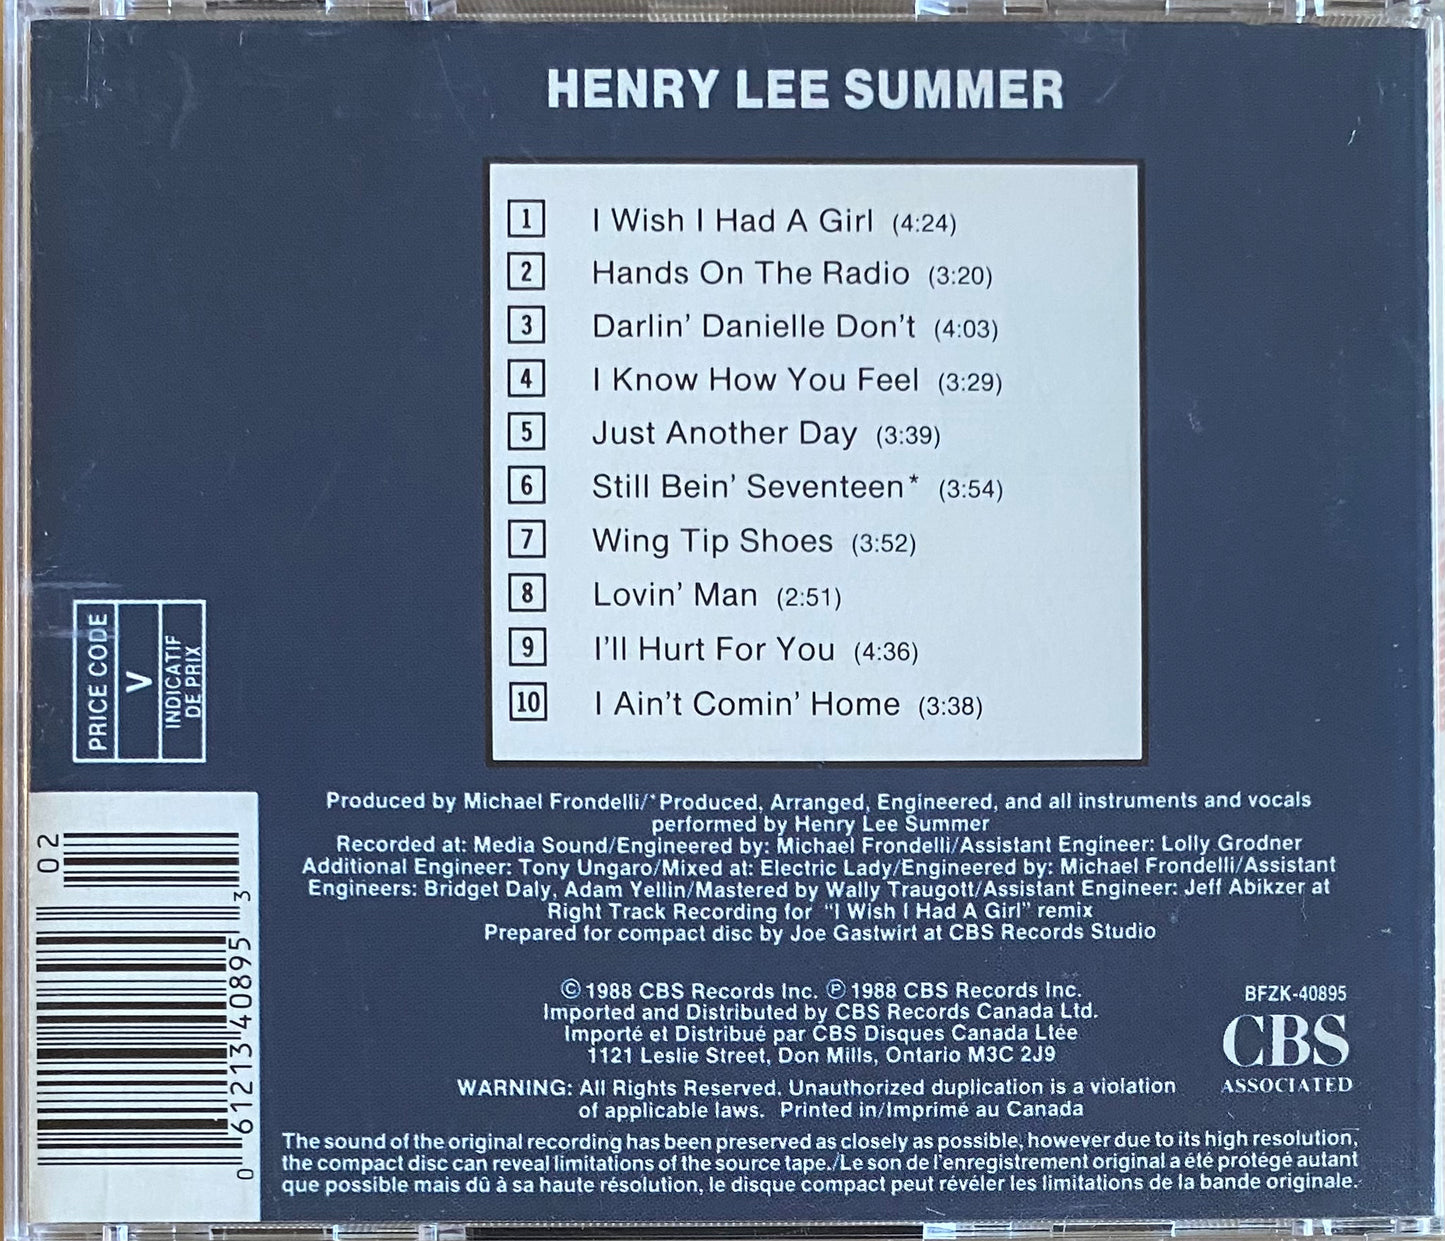 HENRY LEE SUMMER
1 I Wish I Had A Girl (4:24)
2 Hands On The Radio (3:20)
3 Darlin' Danielle Don't (4:03)
4 I Know How You Feel (3:29)
5 Just Another Day (3:39)
6 Still Bein' Seventeen* (3:54)
7 Wing Tip Shoes (3:52)
8 Lovin' Man (2:51)
9 I'll Hurt For You (4:36)
10 I Ain't Comin' Home (3:38)
PRICE CODE
V
INDICATIF
DE PRIX
Produced by Michael Frondelli/*Produced, Arranged, Engineered, and all instruments and vocals
performed by Henry Lee Summer
Recorded at: Media Sound/Engineered by: Michael Frondelli/Assistant Engineer: Lolly Grodner
Additional Engineer: Tony Ungaro/Mixed at: Electric Lady/Engineered by: Michael Frondelli/Assistant
Engineers: Bridget Daly, Adam Yellin/Mastered by Wally Traugott/Assistant Engineer: Jeff Abikzer at
Right Track Recording for "I Wish I Had A Girl" remix
Prepared for compact disc by Joe Gastwirt at CBS Records Studio
© 1988 CBS Records Inc. ℗ 1988 CBS Records Inc.
Imported and Distributed by CBS Records Canada Ltd.
Importé et Distribué par CBS Disques Canada Ltée
1121 Leslie Street, Don Mills, Ontario M3C 2J9
WARNING: All Rights Reserved. Unauthorized duplication is a violation
of applicable laws. Printed in/Imprimé au Canada
BFZK-40895
CBS
ASSOCIATED
The sound of the original recording has been preserved as closely as possible, however due to its high resolution,
the compact disc can reveal limitations of the source tape./Le son de l'enregistrement original a été protégé autant
que possible mais dû à sa haute résolution, le disque compact peut révéler les limitations de la bande originale.
02
0 61213 40895 3